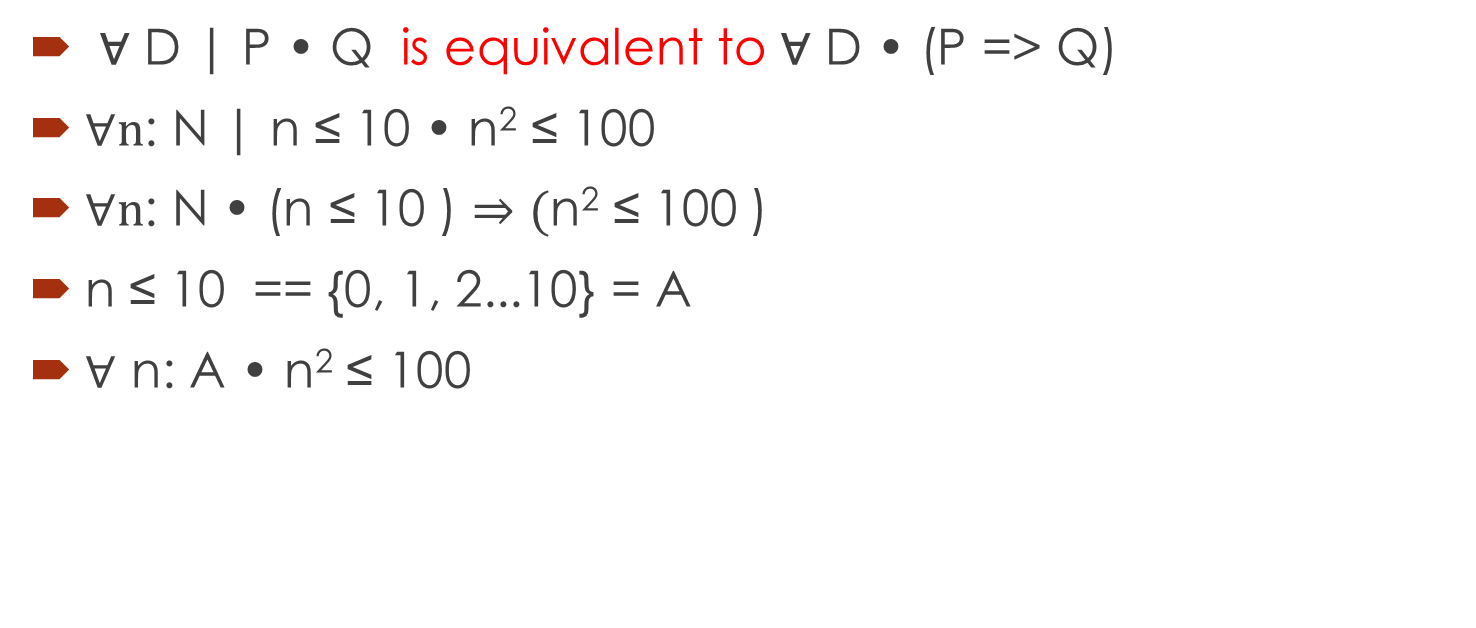 ∀ D | P • Q is equivalent to ∀ D • (P => Q)
∀n: N | n ≤ 10 • n² ≤ 100
∀n: N • (n ≤ 10 ) ⇒ (n² ≤ 100 )
n ≤ 10 == {0, 1, 2...10} = A
∀ n: A • n² ≤ 100